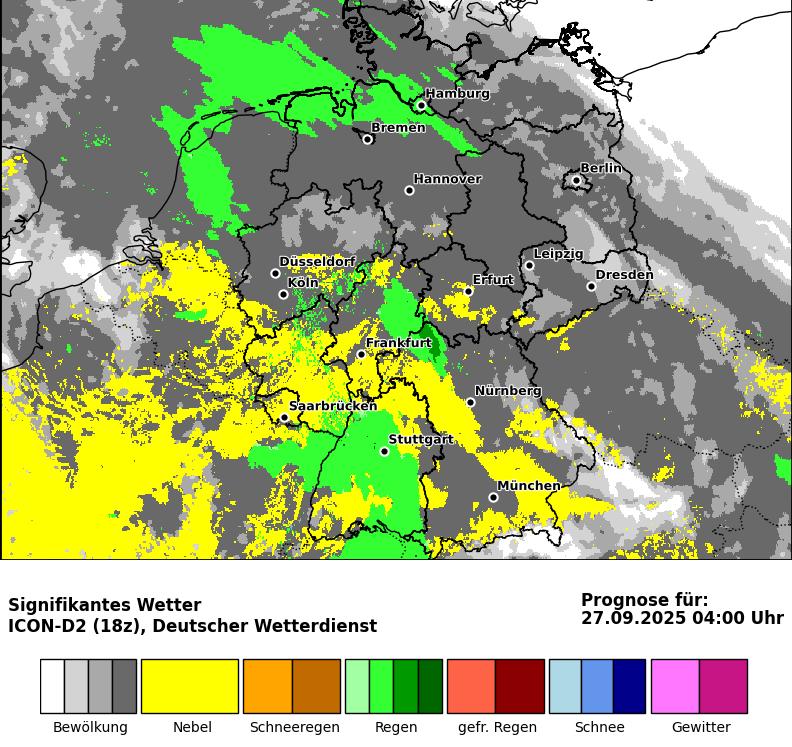 Hamburg
Bremen
Berlin
Hannover
Düsseldorf
Leipzig
Köln
Erfurt
Dresden
Frankfurt
Nürnberg
Saarbrücken
Stuttgart
München
Signifikantes Wetter
ICON-D2 (18z), Deutscher Wetterdienst
Prognose für:
27.09.2025 04:00 Uhr
Bewölkung
Nebel
Schneeregen
Regen
gefr. Regen
Schnee
Gewitter